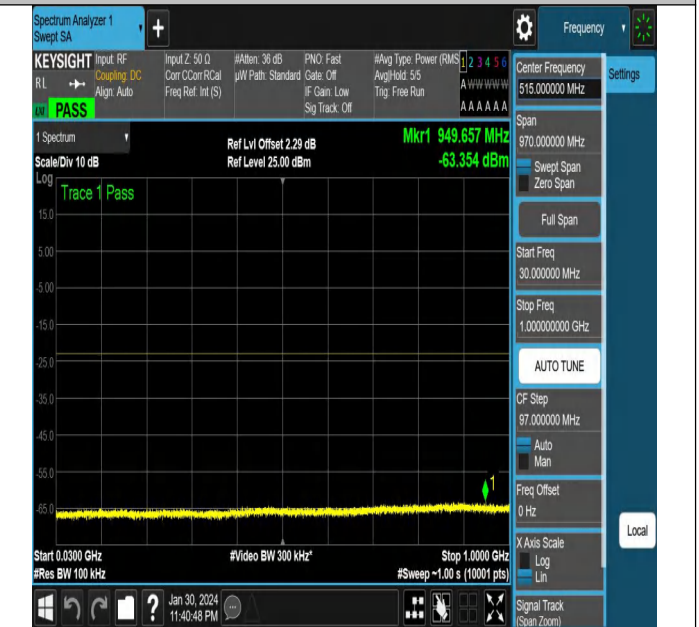 Spectrum Analyzer 1
Swept SA
+
Frequency
KEYSIGHT
Input: RF
Coupling: DC
Align: Auto
Input Z: 50 Ω
Corr CCorr RCal
Freq Ref: Int (S)
#Atten: 36 dB
µW Path: Standard
PNO: Fast
Gate: Off
IF Gain: Low
Sig Track: Off
#Avg Type: Power (RMS
Avg|Hold: 5/5
Trig: Free Run
1 2 3 4 5 6
A W W W W W
A A A A A A
R L
PASS
1 Spectrum
Scale/Div 10 dB
Ref Lvl Offset 2.29 dB
Ref Level 25.00 dBm
Mkr1 949.657 MHz
-63.354 dBm
Log
Trace 1 Pass
15.0
5.00
-5.00
-15.0
-25.0
-35.0
-45.0
-55.0
-65.0
1
Start 0.0300 GHz
#Res BW 100 kHz
#Video BW 300 kHz*
Stop 1.0000 GHz
#Sweep ~1.00 s (10001 pts)
?
Jan 30, 2024
11:40:48 PM
Center Frequency
515.000000 MHz
Settings
Span
970.000000 MHz
Swept Span
Zero Span
Full Span
Start Freq
30.000000 MHz
Stop Freq
1.000000000 GHz
AUTO TUNE
CF Step
97.000000 MHz
Auto
Man
Freq Offset
0 Hz
X Axis Scale
Log
Lin
Local
Signal Track
(Span Zoom)